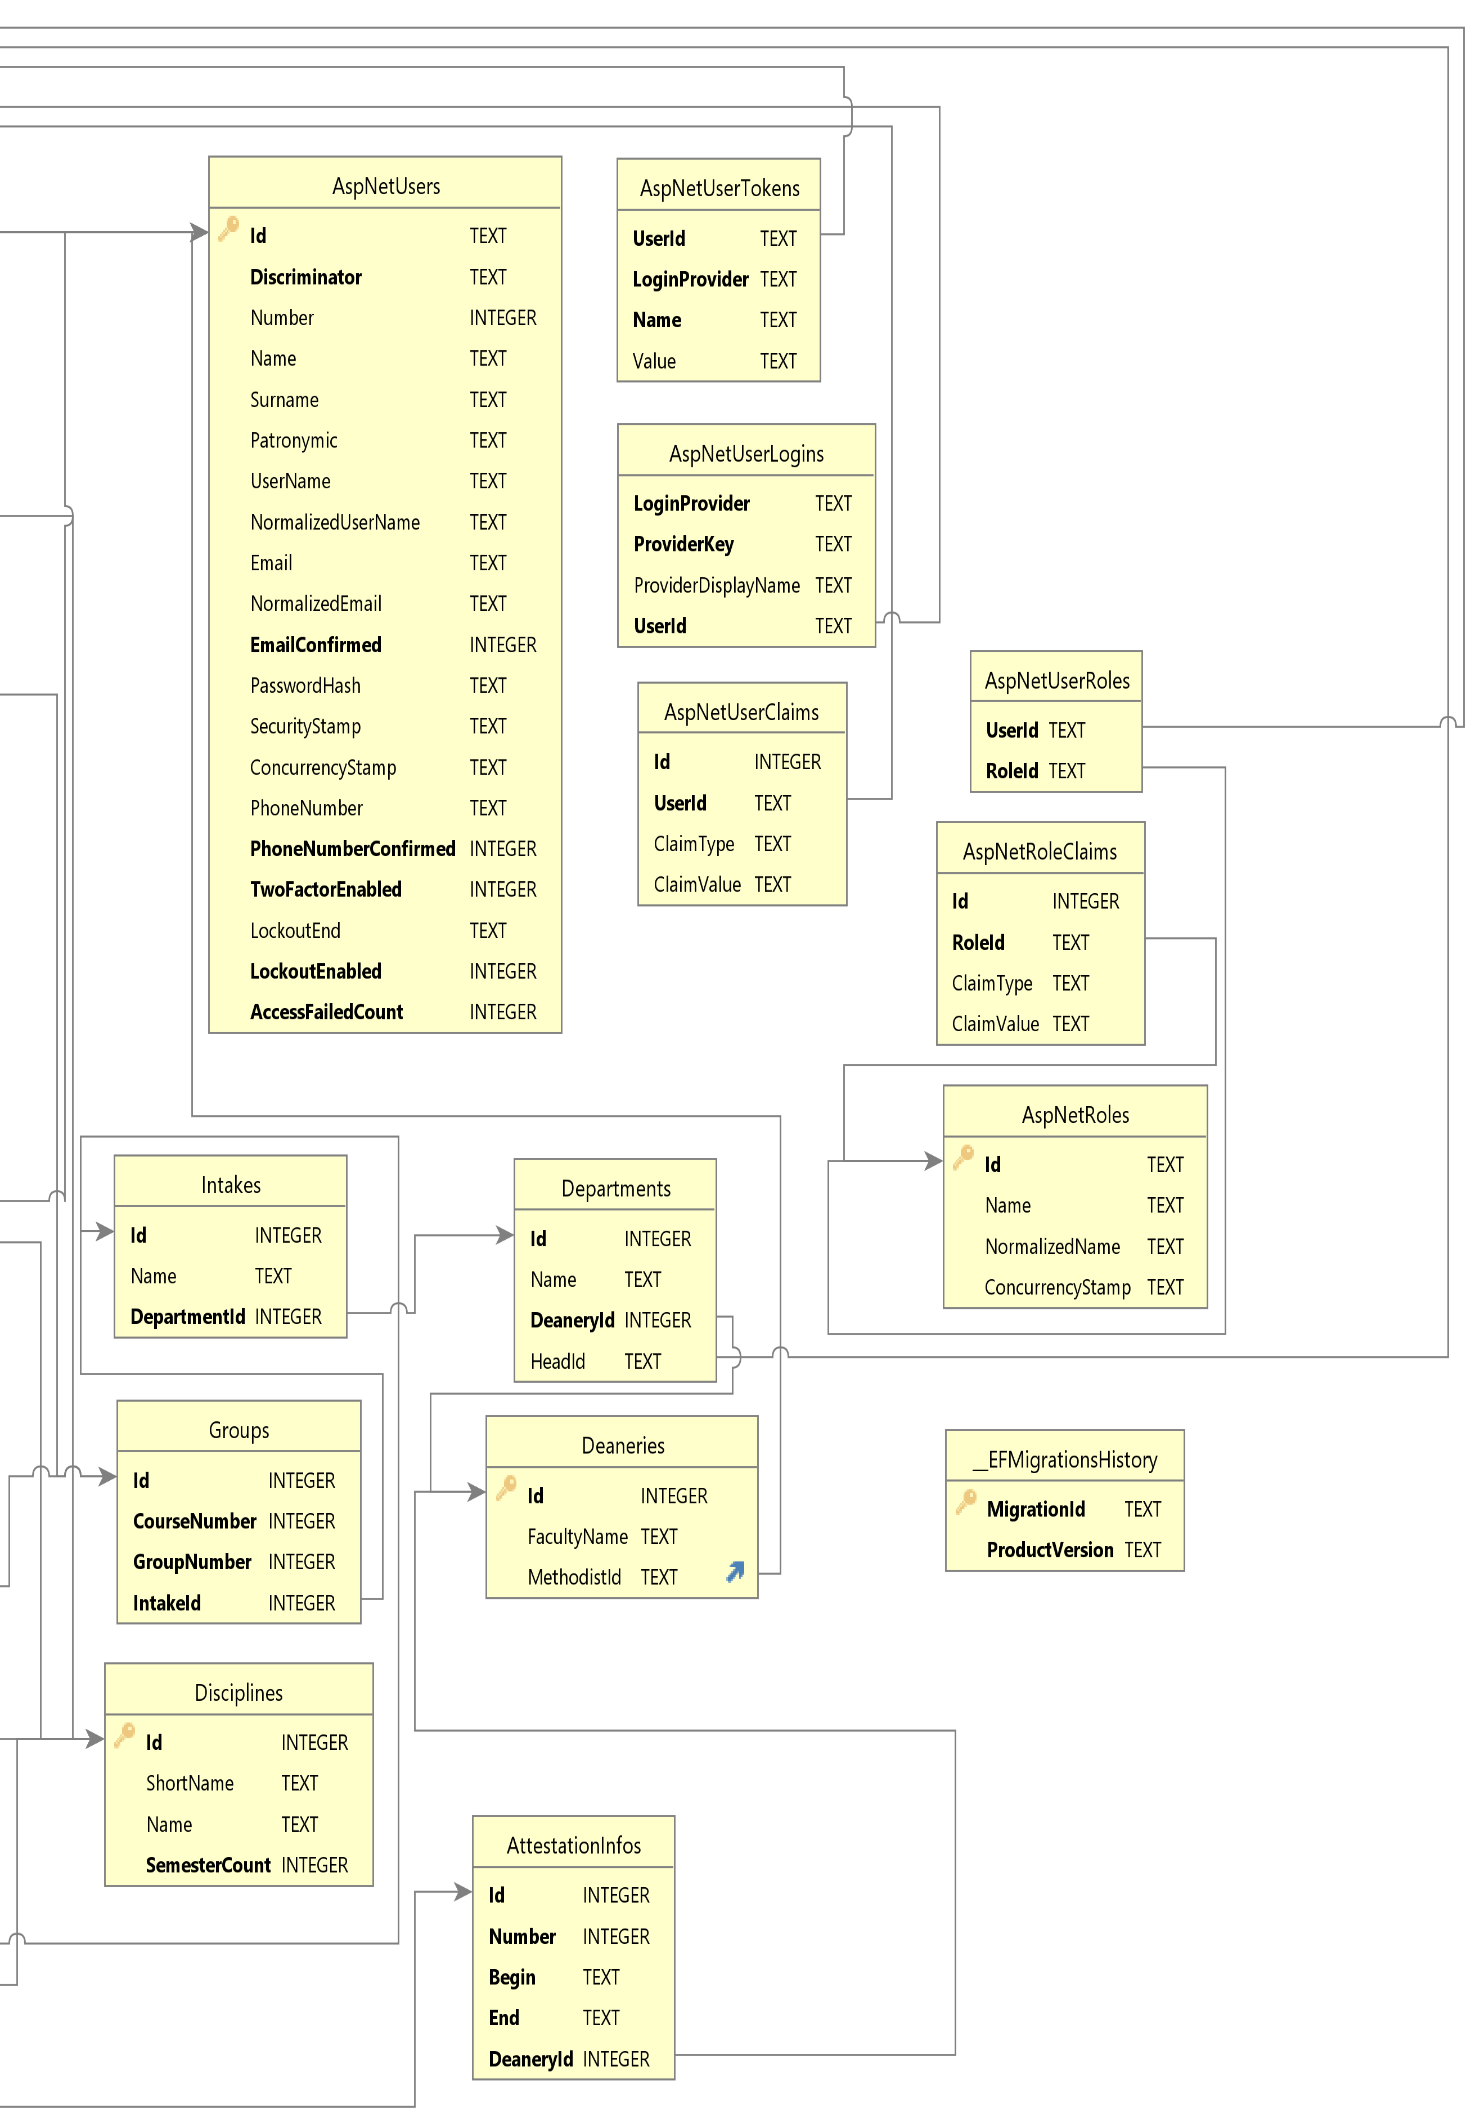 AspNetUsers
Id TEXT
Discriminator TEXT
Number INTEGER
Name TEXT
Surname TEXT
Patronymic TEXT
UserName TEXT
NormalizedUserName TEXT
Email TEXT
NormalizedEmail TEXT
EmailConfirmed INTEGER
PasswordHash TEXT
SecurityStamp TEXT
ConcurrencyStamp TEXT
PhoneNumber TEXT
PhoneNumberConfirmed INTEGER
TwoFactorEnabled INTEGER
LockoutEnd TEXT
LockoutEnabled INTEGER
AccessFailedCount INTEGER
AspNetUserTokens
UserId TEXT
LoginProvider TEXT
Name TEXT
Value TEXT
AspNetUserLogins
LoginProvider TEXT
ProviderKey TEXT
ProviderDisplayName TEXT
UserId TEXT
AspNetUserClaims
Id INTEGER
UserId TEXT
ClaimType TEXT
ClaimValue TEXT
AspNetUserRoles
UserId TEXT
RoleId TEXT
AspNetRoleClaims
Id INTEGER
RoleId TEXT
ClaimType TEXT
ClaimValue TEXT
AspNetRoles
Id TEXT
Name TEXT
NormalizedName TEXT
ConcurrencyStamp TEXT
Intakes
Id INTEGER
Name TEXT
DepartmentId INTEGER
Departments
Id INTEGER
Name TEXT
DeaneryId INTEGER
HeadId TEXT
Groups
Id INTEGER
CourseNumber INTEGER
GroupNumber INTEGER
IntakeId INTEGER
Deaneries
Id INTEGER
FacultyName TEXT
MethodistId TEXT
__EFMigrationsHistory
MigrationId TEXT
ProductVersion TEXT
Disciplines
Id INTEGER
ShortName TEXT
Name TEXT
SemesterCount INTEGER
AttestationInfos
Id INTEGER
Number INTEGER
Begin TEXT
End TEXT
DeaneryId INTEGER